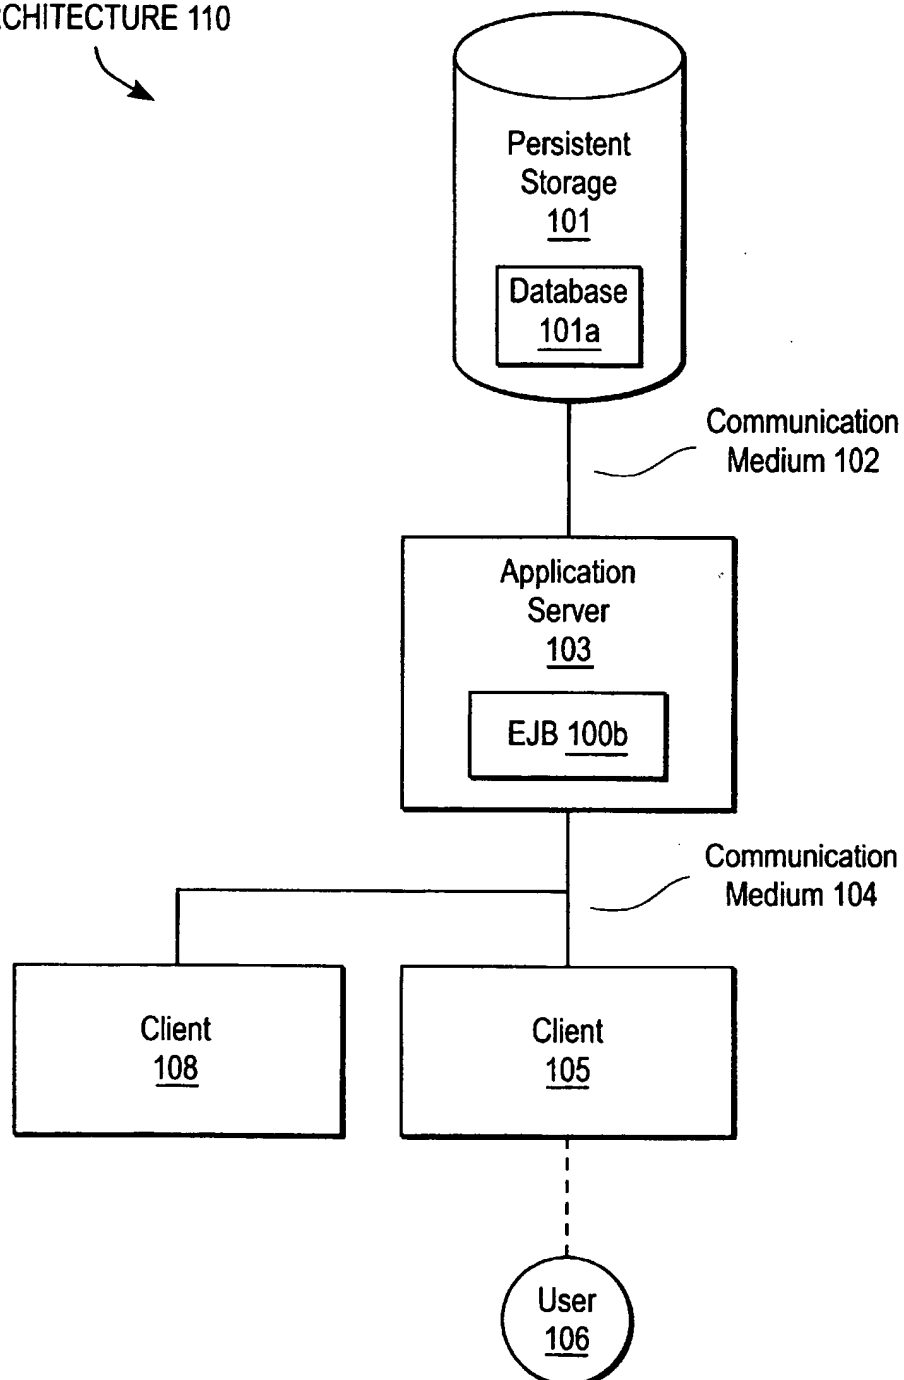 RCHITECTURE 110
Persistent
Storage
101
Database
101a
Communication
Medium 102
Application
Server
103
EJB 100b
Communication
Medium 104
Client
108
Client
105
User
106